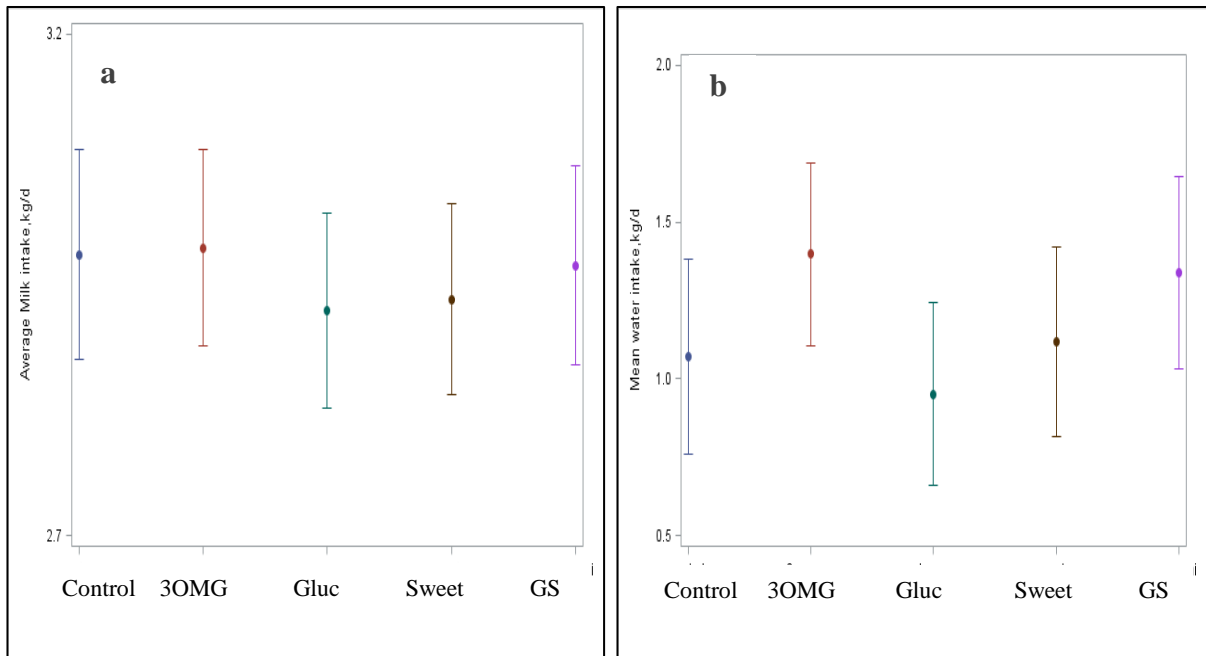 a
3.2
Average Milk intake,kg/d
2.7
Control 3OMG Gluc Sweet GS
i
b
2.0
1.5
Mean water intake,kg/d
1.0
0.5
Control 3OMG Gluc Sweet GS
i